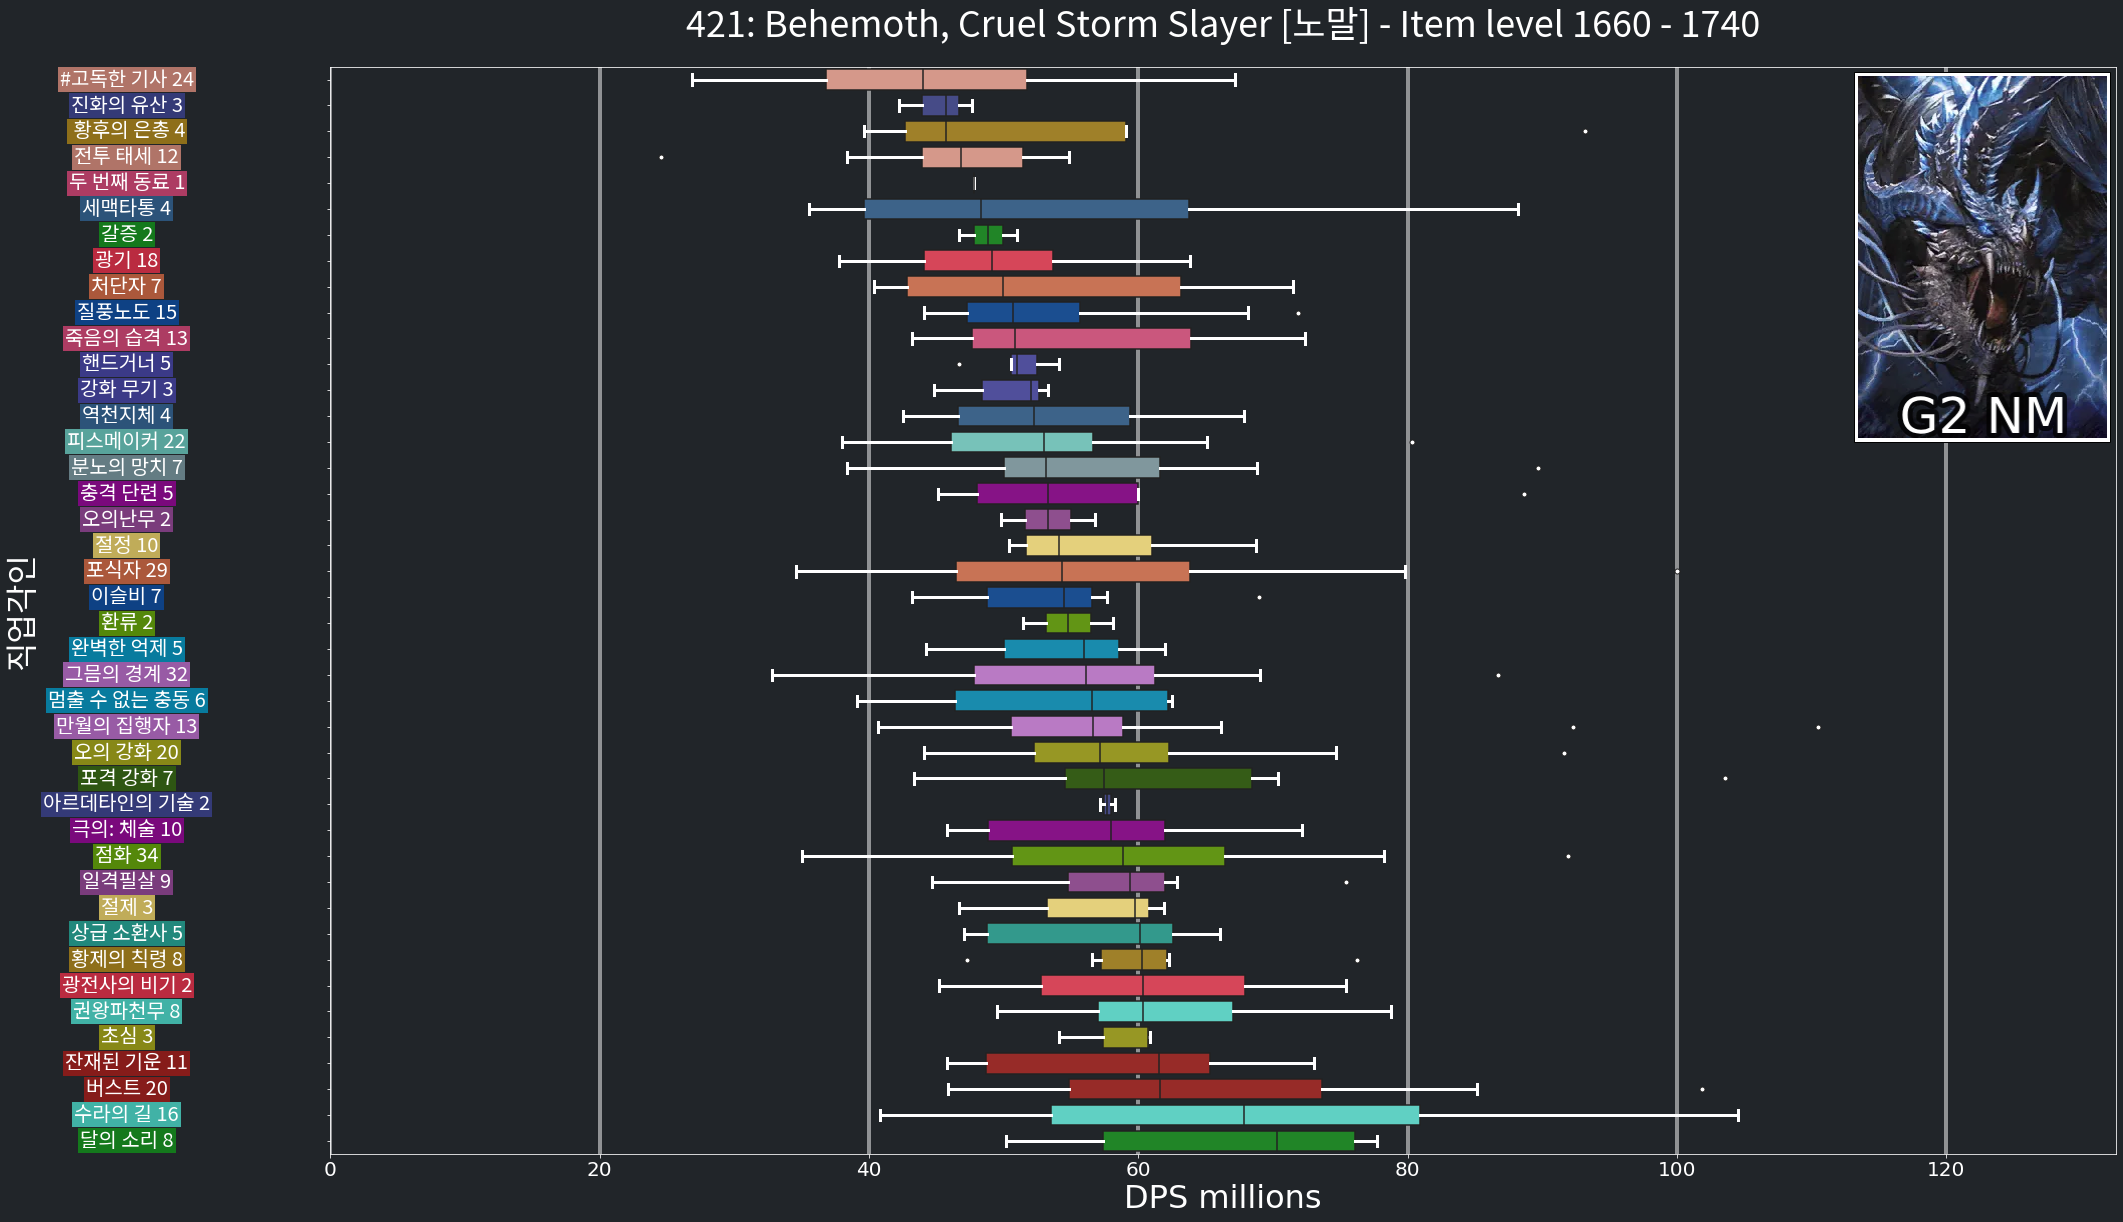 421: Behemoth, Cruel Storm Slayer [노말] - Item level 1660 - 1740
#고독한 기사 24
진화의 유산 3
황후의 은총 4
전투 태세 12
두 번째 동료 1
세맥타통 4
갈증 2
광기 18
처단자 7
질풍노도 15
죽음의 습격 13
핸드거너 5
강화 무기 3
역천지체 4
피스메이커 22
분노의 망치 7
충격 단련 5
오의난무 2
절정 10
포식자 29
이슬비 7
환류 2
완벽한 억제 5
그믐의 경계 32
멈출 수 없는 충동 6
만월의 집행자 13
오의 강화 20
포격 강화 7
아르데타인의 기술 2
극의: 체술 10
점화 34
일격필살 9
절제 3
상급 소환사 5
황제의 칙령 8
광전사의 비기 2
권왕파천무 8
초심 3
잔재된 기운 11
버스트 20
수라의 길 16
달의 소리 8
직업각인
G2 NM
0 20 40 60 80 100 120
DPS millions